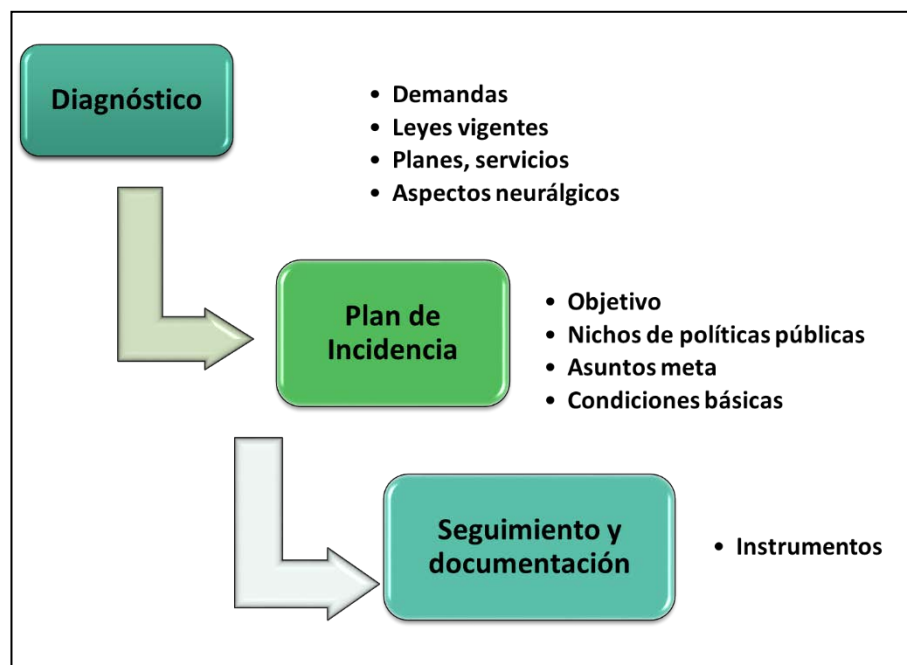 Diagnóstico
• Demandas
• Leyes vigentes
• Planes, servicios
• Aspectos neurálgicos
Plan de
Incidencia
• Objetivo
• Nichos de políticas públicas
• Asuntos meta
• Condiciones básicas
Seguimiento y
documentación
• Instrumentos